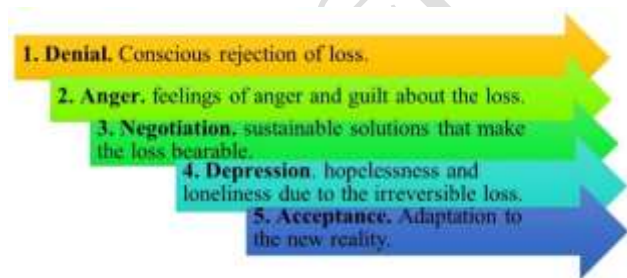 1. Denial. Conscious rejection of loss.
2. Anger. feelings of anger and guilt about the loss.
3. Negotiation. sustainable solutions that make
the loss bearable.
4. Depression. hopelessness and
loneliness due to the irreversible loss.
5. Acceptance. Adaptation to
the new reality.